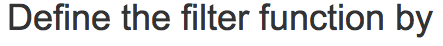 Define the filter function by